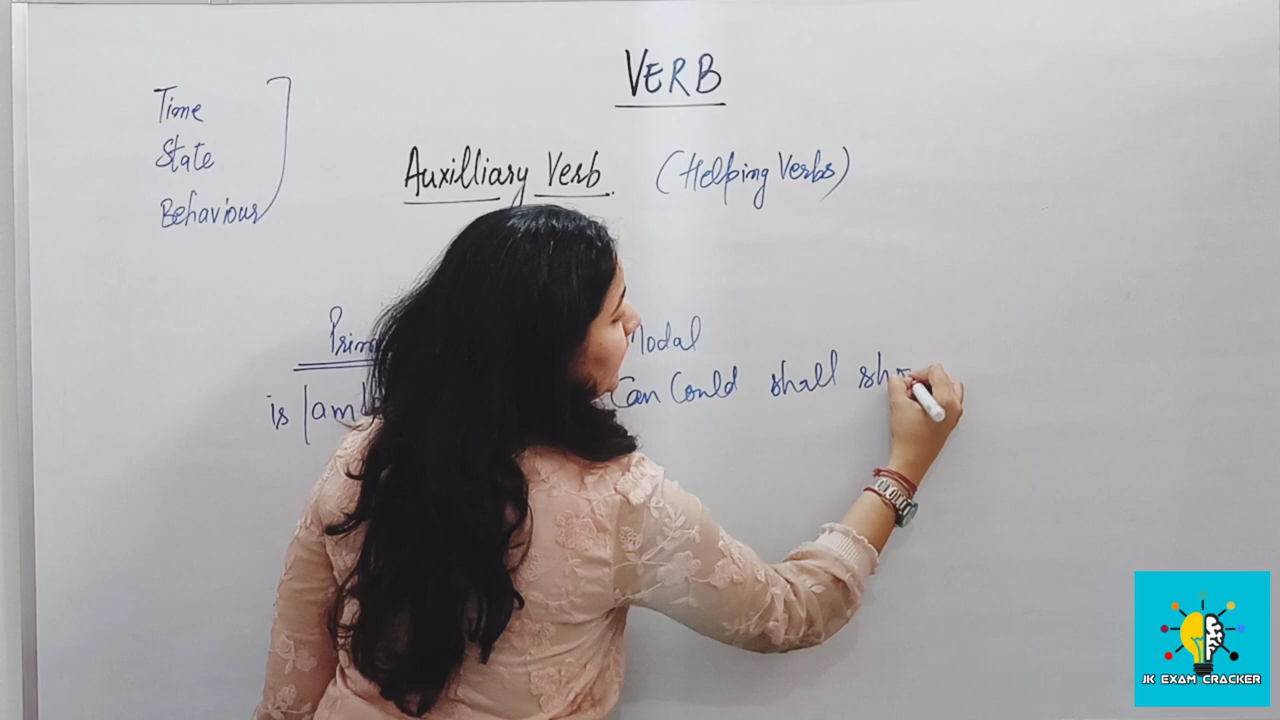 VERB
Time
State
Behaviour
Auxilliary Verb. (Helping Verbs)
Modal
is | am
Can Could shall
JK EXAM CRACKER